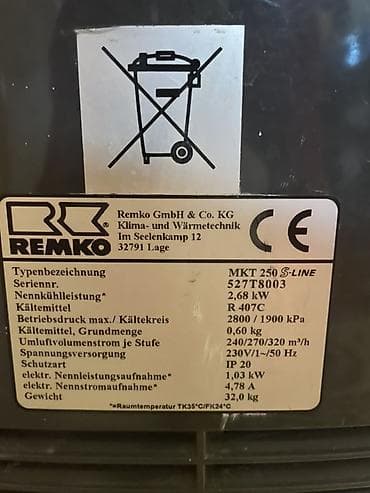 REMKO
Remko GmbH & Co. KG
Klima- und Wärmetechnik
Im Seelenkamp 12
32791 Lage
CE
Typenbezeichnung MKT 250 S-LINE
Seriennr. 527T8003
Nennkühlleistung* 2,68 kW
Kältemittel R 407C
Betriebsdruck max./ Kältekreis 2800 / 1900 kPa
Kältemittel, Grundmenge 0,60 kg
Umluftvolumenstrom je Stufe 240/270/320 m³/h
Spannungsversorgung 230V/1~/50 Hz
Schutzart IP 20
elektr. Nennleistungsaufnahme* 1,03 kW
elektr. Nennstromaufnahme* 4,78 A
Gewicht 32,0 kg
*=Raumtemperatur TK35°C/FK24°C